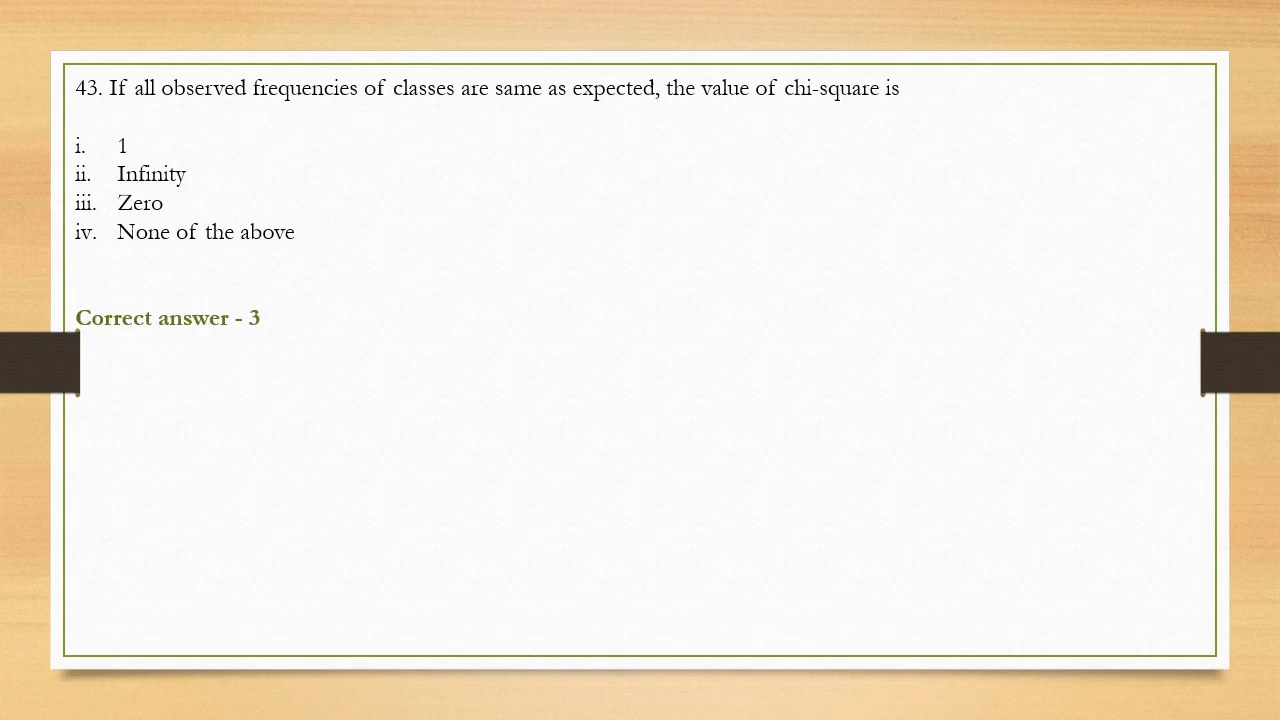 43. If all observed frequencies of classes are same as expected, the value of chi-square is
i. 1
ii. Infinity
iii. Zero
iv. None of the above
Correct answer - 3